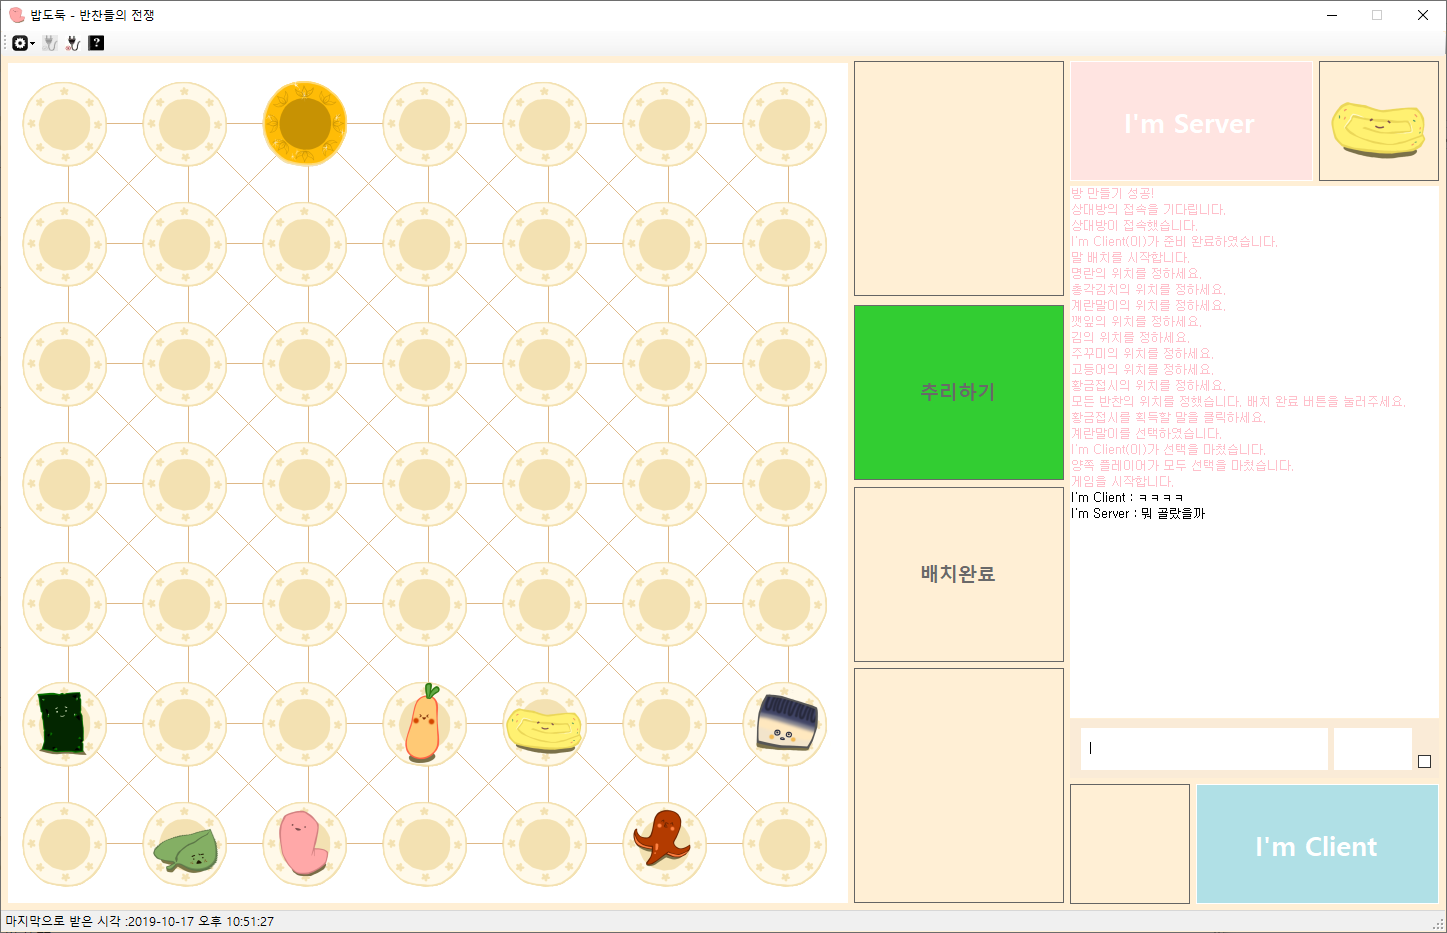 밥도둑 - 반찬들의 전쟁
추리하기
배치완료
I'm Server
방 만들기 성공!
상대방의 접속을 기다립니다.
상대방이 접속했습니다.
I'm Client(이)가 준비 완료하였습니다.
말 배치를 시작합니다.
명란의 위치를 정하세요.
총각김치의 위치를 정하세요.
계란말이의 위치를 정하세요.
깻잎의 위치를 정하세요.
김의 위치를 정하세요.
주꾸미의 위치를 정하세요.
고등어의 위치를 정하세요.
황금접시의 위치를 정하세요.
모든 반찬의 위치를 정했습니다. 배치 완료 버튼을 눌러주세요.
황금접시를 획득할 말을 클릭하세요.
계란말이를 선택하였습니다.
I'm Client(이)가 선택을 마쳤습니다.
양쪽 플레이어가 모두 선택을 마쳤습니다.
게임을 시작합니다.
I'm Client : ㅋㅋㅋㅋ
I'm Server : 뭐 골랐을까
I'm Client
마지막으로 받은 시각 :2019-10-17 오후 10:51:27